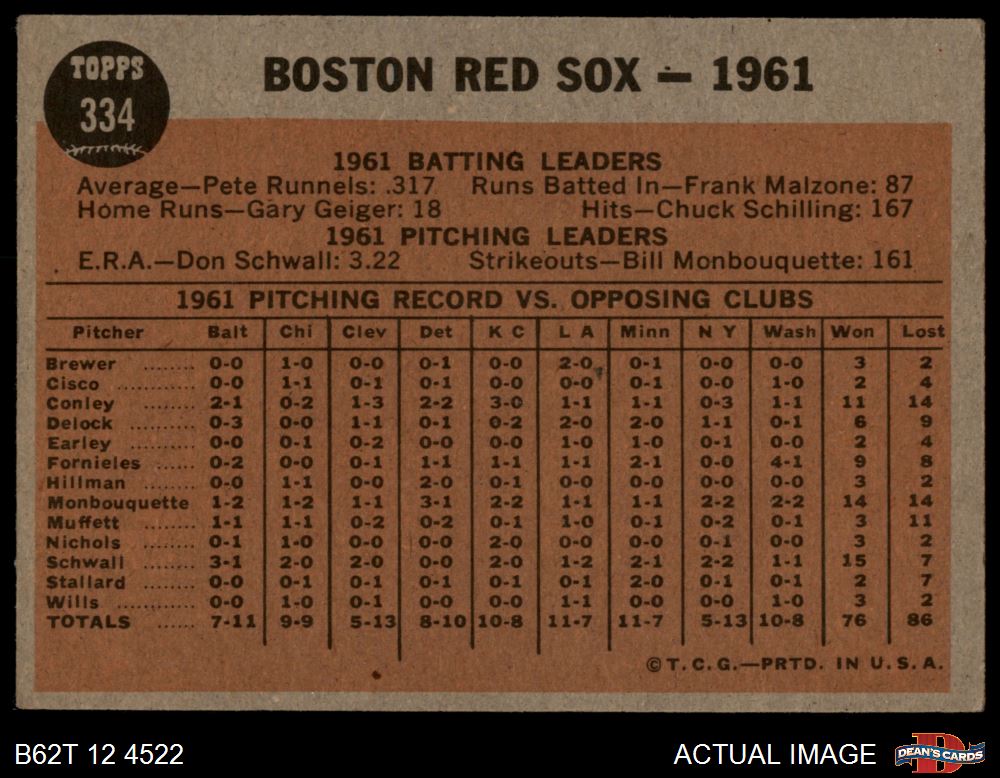 TOPPS
334
BOSTON RED SOX — 1961
1961 BATTING LEADERS
Average—Pete Runnels: .317 Runs Batted In—Frank Malzone: 87
Home Runs—Gary Geiger: 18 Hits—Chuck Schilling: 167
1961 PITCHING LEADERS
E.R.A.—Don Schwall: 3.22 Strikeouts—Bill Monbouquette: 161
1961 PITCHING RECORD VS. OPPOSING CLUBS
Pitcher Balt Chi Clev Det K C L A Minn N Y Wash Won Lost
Brewer ........ 0-0 1-0 0-0 0-1 0-0 2-0 0-1 0-0 0-0 3 2
Cisco ............ 0-0 1-1 0-1 0-1 0-0 0-0 0-0 0-0 1-0 2 4
Conley ........ 2-1 0-2 1-3 2-2 3-0 1-1 1-1 0-3 1-1 11 14
Delock ........ 0-3 0-0 1-1 0-1 0-2 2-0 2-0 1-1 0-1 6 9
Earley ........ 0-0 0-1 0-2 0-0 0-0 1-0 1-0 0-1 0-0 2 4
Fornieles ...... 0-2 0-0 0-1 1-1 1-1 1-1 2-1 0-0 4-1 9 8
Hillman ........ 0-0 1-1 0-0 2-0 0-1 0-0 0-0 0-0 0-0 3 2
Monbouquette 1-2 1-2 1-1 3-1 2-2 1-1 1-1 2-2 2-2 14 14
Muffett ........ 1-1 1-1 0-2 0-2 0-1 1-0 0-1 0-2 0-1 3 11
Nichols ........ 0-1 1-0 0-0 0-0 2-0 0-0 0-0 0-1 0-0 3 2
Schwall ........ 3-1 2-0 2-0 0-0 2-0 1-2 2-1 2-2 1-1 15 7
Stallard ...... 0-0 0-1 0-1 0-1 0-1 0-1 2-0 0-1 0-1 2 7
Wills ............ 0-0 1-0 0-1 0-0 0-0 1-1 0-0 0-0 1-0 3 2
TOTALS ...... 7-11 9-9 5-13 8-10 10-8 11-7 11-7 5-13 10-8 76 86
©T.C.G.—PRTD. IN U.S.A.
B62T 12 4522 ACTUAL IMAGE DEAN'S CARDS